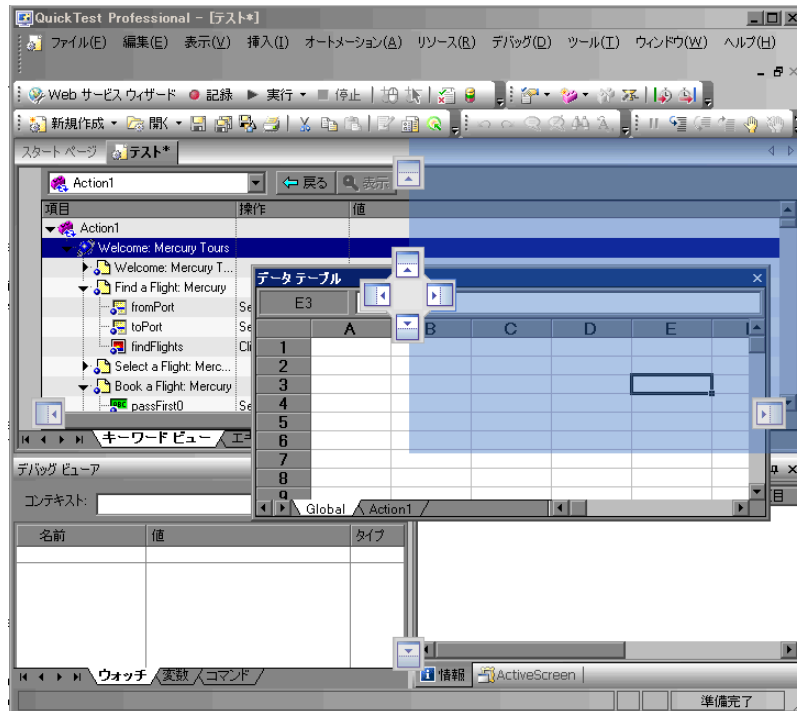 QuickTest Professional - [テスト*]
ファイル(F) 編集(E) 表示(V) 挿入(I) オートメーション(A) リソース(R) デバッグ(D) ツール(T) ウィンドウ(W) ヘルプ(H)
Web サービス ウィザード 記録 実行 停止
新規作成 開く
スタート ページ テスト*
Action1 戻る 表示
項目 操作 値
Action1
Welcome: Mercury Tours
Welcome: Mercury T...
Find a Flight: Mercury
fromPort Se
toPort Se
findFlights Cli
Select a Flight: Merc...
Book a Flight: Mercury
passFirst0 Se
キーワード ビュー
データ テーブル
E3
A B C D E
1
2
3
4
5
6
7
8
9
Global Action1
デバッグ ビューア
コンテキスト:
名前 値 タイプ
ウォッチ 変数 コマンド
目
情報 ActiveScreen
準備完了